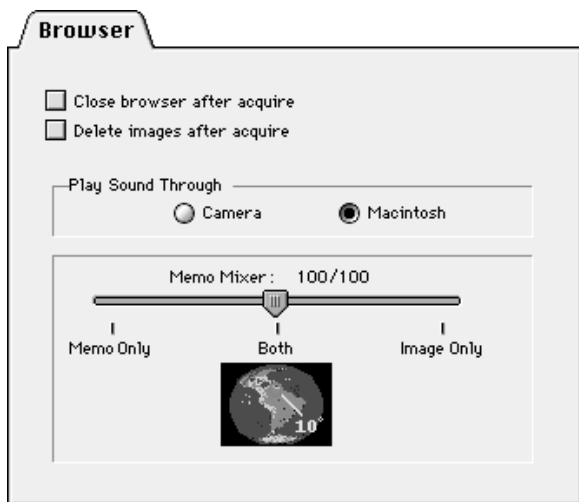 Browser
Close browser after acquire
Delete images after acquire
Play Sound Through
Camera Macintosh
Memo Mixer: 100/100
Memo Only Both Image Only
10°